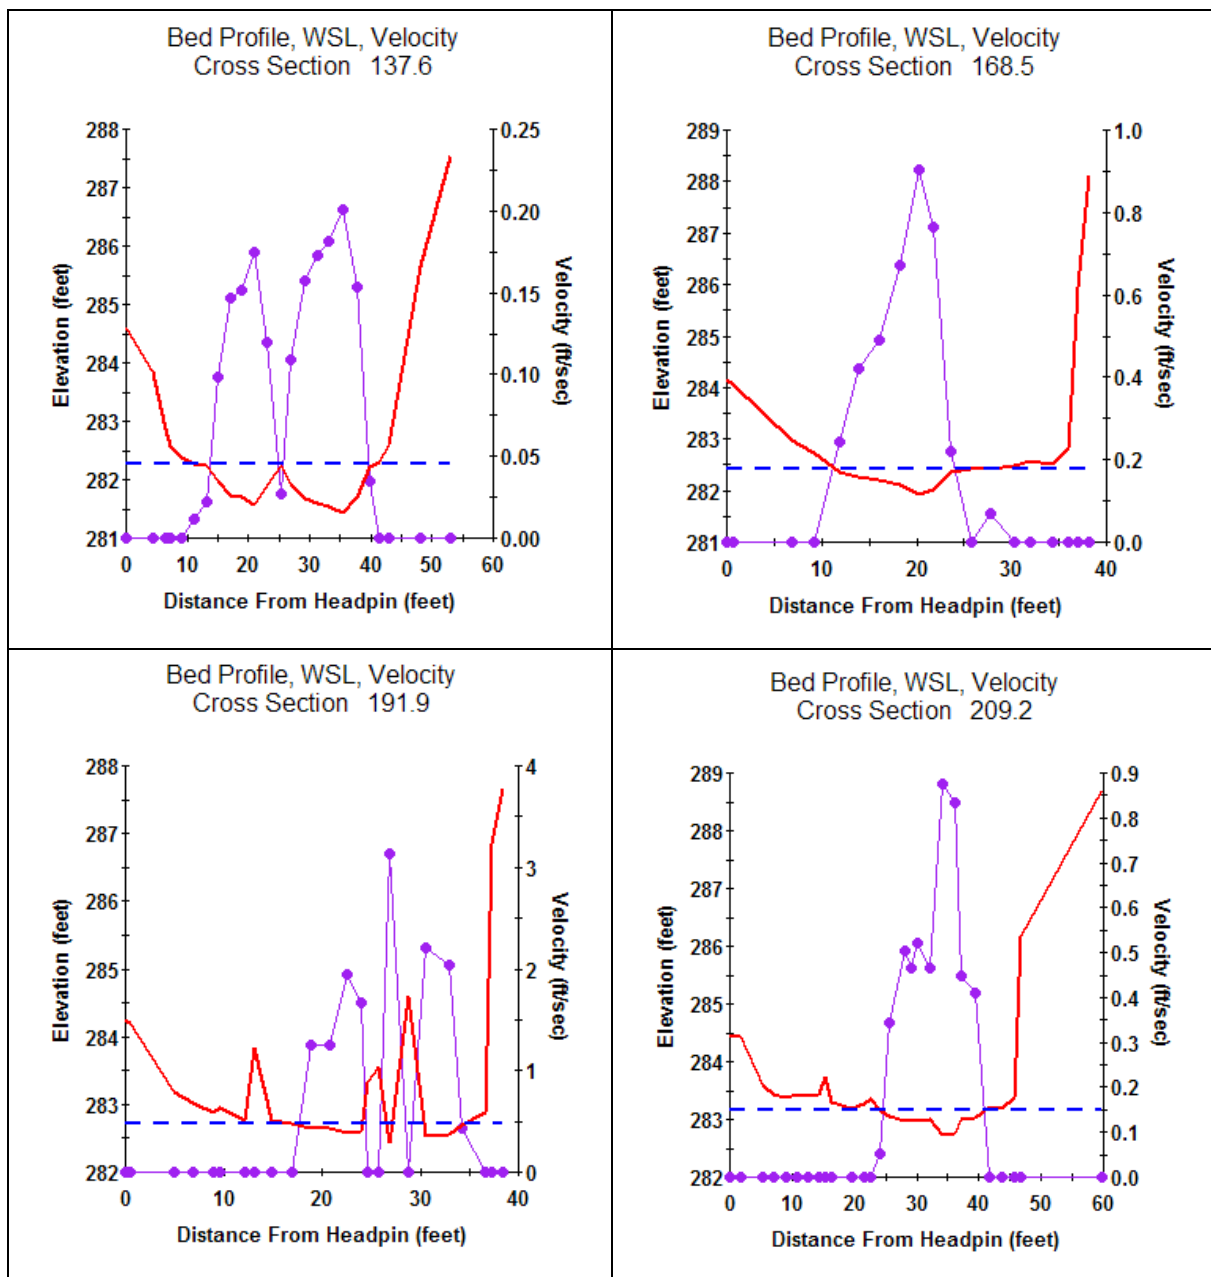 Bed Profile, WSL, Velocity
Cross Section 137.6
288
287
286
285
284
283
282
281
Elevation (feet)
0.25
0.20
0.15
0.10
0.05
0.00
Velocity (ft/sec)
0 10 20 30 40 50 60
Distance From Headpin (feet)
Bed Profile, WSL, Velocity
Cross Section 168.5
289
288
287
286
285
284
283
282
281
Elevation (feet)
1.0
0.8
0.6
0.4
0.2
0.0
Velocity (ft/sec)
0 10 20 30 40
Distance From Headpin (feet)
Bed Profile, WSL, Velocity
Cross Section 191.9
288
287
286
285
284
283
282
Elevation (feet)
4
3
2
1
0
Velocity (ft/sec)
0 10 20 30 40
Distance From Headpin (feet)
Bed Profile, WSL, Velocity
Cross Section 209.2
289
288
287
286
285
284
283
282
Elevation (feet)
0.9
0.8
0.7
0.6
0.5
0.4
0.3
0.2
0.1
0.0
Velocity (ft/sec)
0 10 20 30 40 50 60
Distance From Headpin (feet)